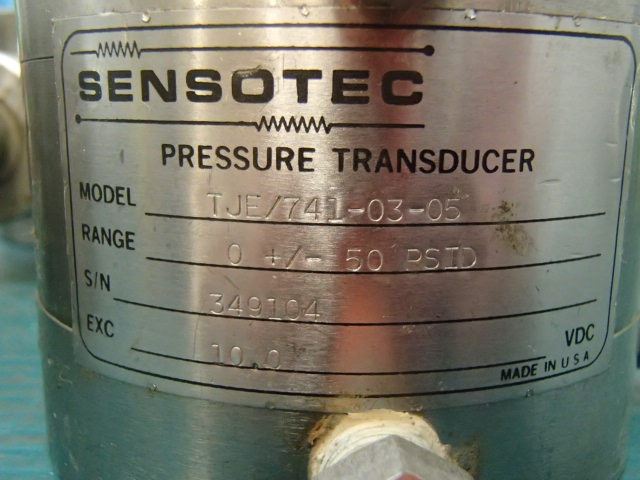 SENSOTEC
PRESSURE TRANSDUCER
MODEL TJE/741-03-05
RANGE 0 +/- 50 PSID
S/N 349104
EXC 10.0 VDC
MADE IN USA